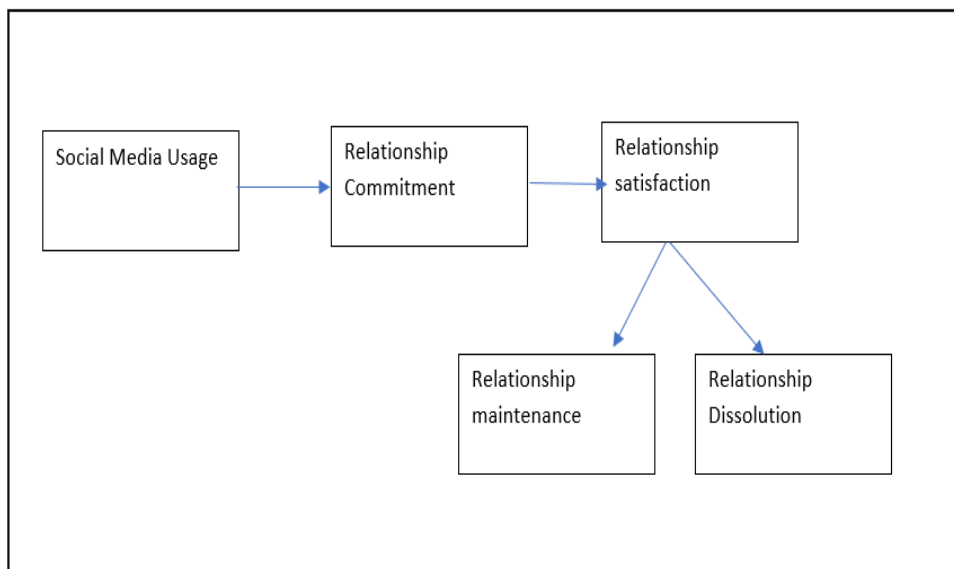 Social Media Usage
Relationship
Commitment
Relationship
satisfaction
Relationship
maintenance
Relationship
Dissolution